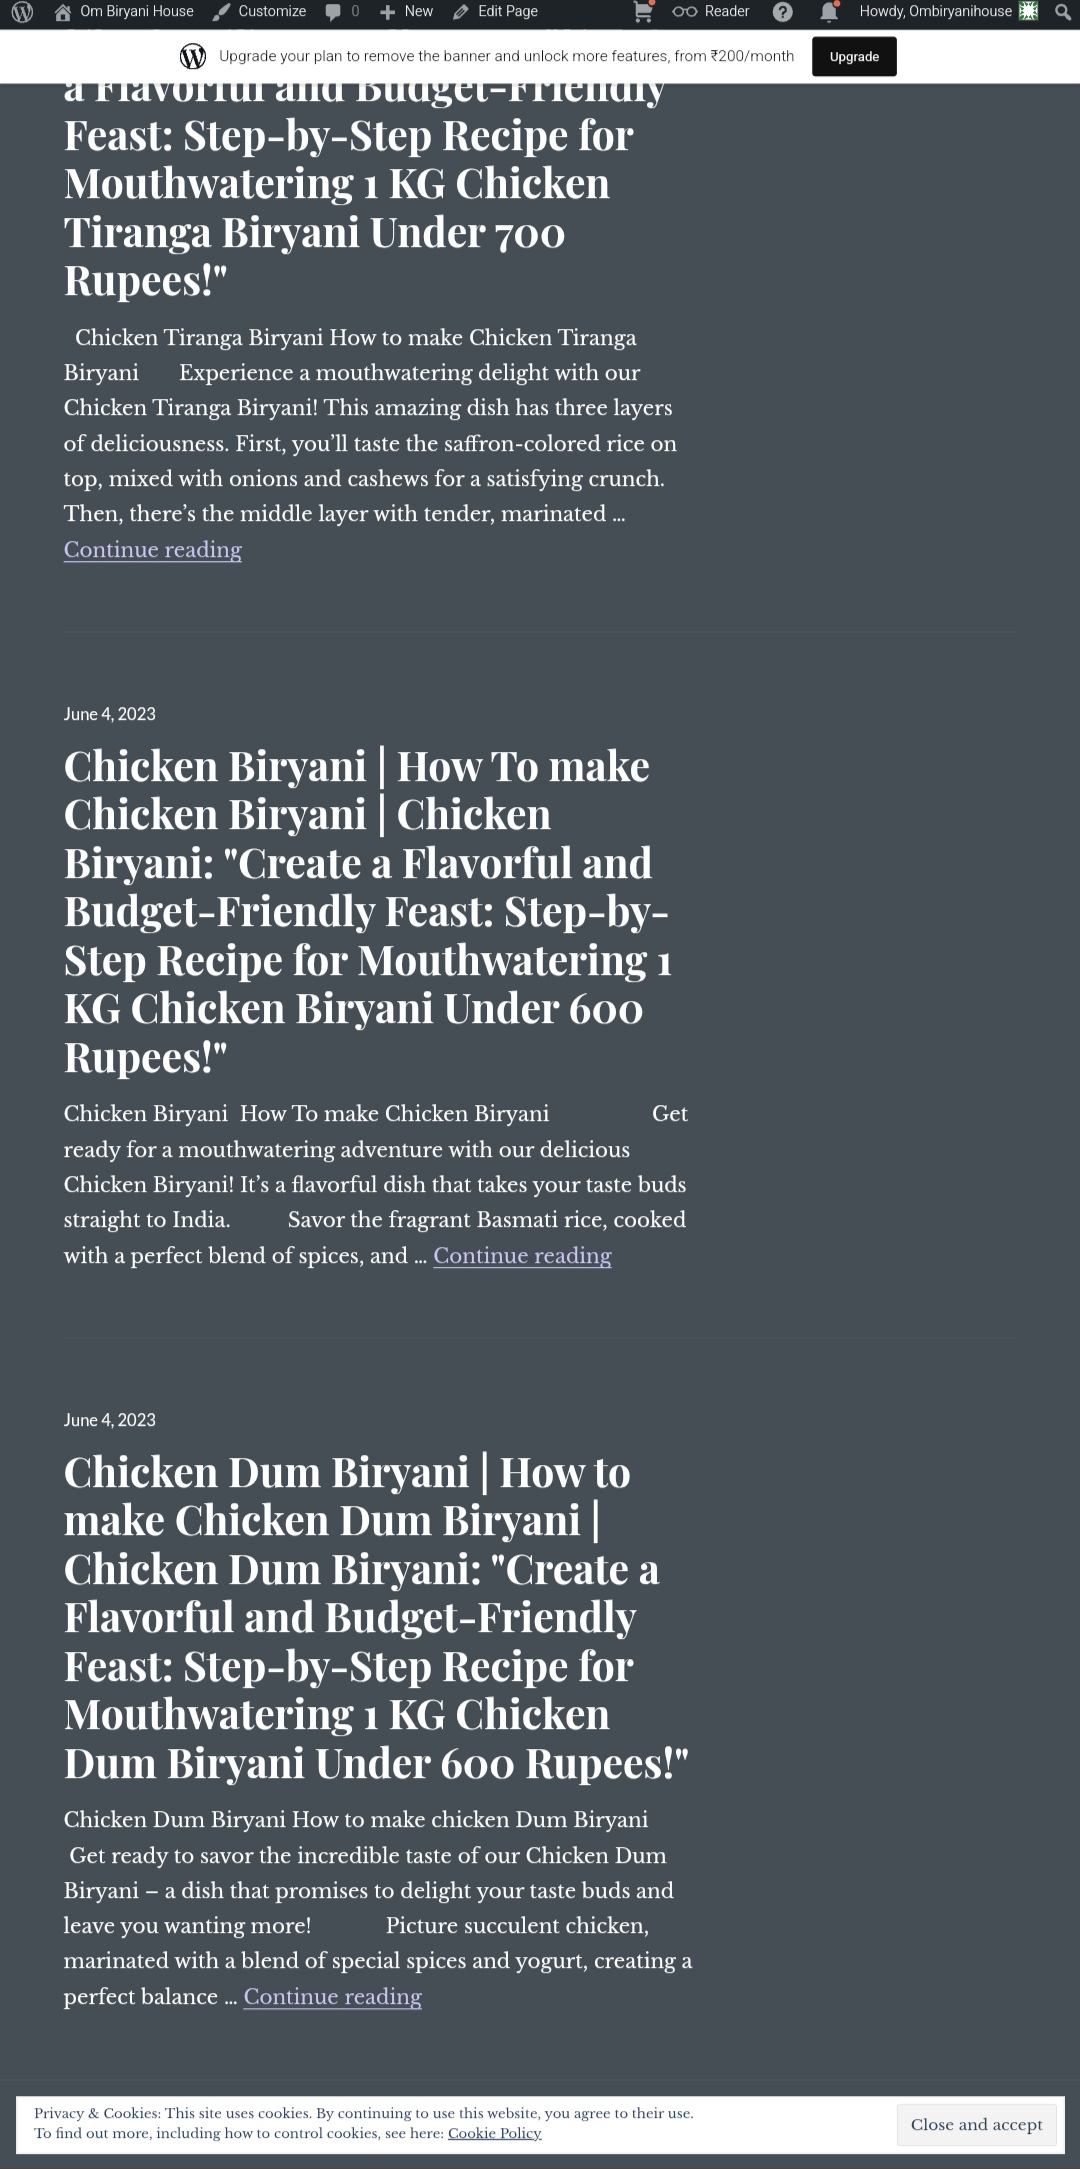 Om Biryani House Customize 0 New Edit Page Reader Howdy, Ombiryanihouse
Upgrade your plan to remove the banner and unlock more features, from ₹200/month Upgrade
a Flavorful and Budget-Friendly
Feast: Step-by-Step Recipe for
Mouthwatering 1 KG Chicken
Tiranga Biryani Under 700
Rupees!"
Chicken Tiranga Biryani How to make Chicken Tiranga
Biryani Experience a mouthwatering delight with our
Chicken Tiranga Biryani! This amazing dish has three layers
of deliciousness. First, you’ll taste the saffron-colored rice on
top, mixed with onions and cashews for a satisfying crunch.
Then, there’s the middle layer with tender, marinated …
Continue reading
June 4, 2023
Chicken Biryani | How To make
Chicken Biryani | Chicken
Biryani: "Create a Flavorful and
Budget-Friendly Feast: Step-by-
Step Recipe for Mouthwatering 1
KG Chicken Biryani Under 600
Rupees!"
Chicken Biryani How To make Chicken Biryani Get
ready for a mouthwatering adventure with our delicious
Chicken Biryani! It’s a flavorful dish that takes your taste buds
straight to India. Savor the fragrant Basmati rice, cooked
with a perfect blend of spices, and … Continue reading
June 4, 2023
Chicken Dum Biryani | How to
make Chicken Dum Biryani |
Chicken Dum Biryani: "Create a
Flavorful and Budget-Friendly
Feast: Step-by-Step Recipe for
Mouthwatering 1 KG Chicken
Dum Biryani Under 600 Rupees!"
Chicken Dum Biryani How to make chicken Dum Biryani
Get ready to savor the incredible taste of our Chicken Dum
Biryani – a dish that promises to delight your taste buds and
leave you wanting more! Picture succulent chicken,
marinated with a blend of special spices and yogurt, creating a
perfect balance … Continue reading
Privacy & Cookies: This site uses cookies. By continuing to use this website, you agree to their use.
To find out more, including how to control cookies, see here: Cookie Policy
Close and accept